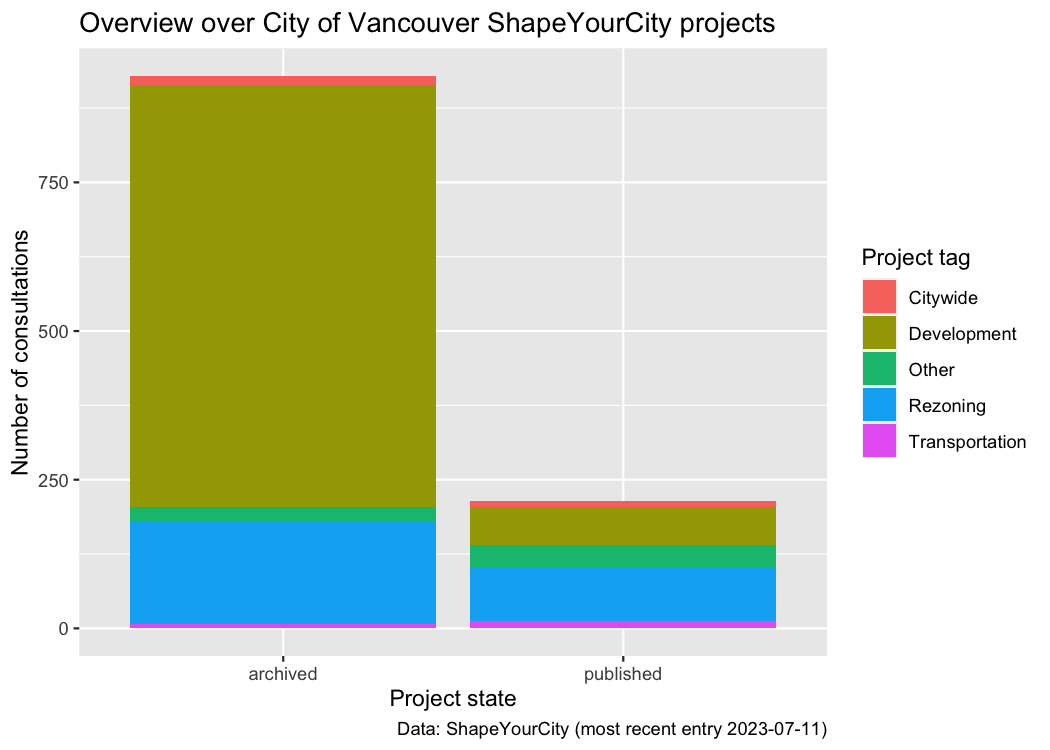 Overview over City of Vancouver ShapeYourCity projects
Number of consultations
750
500
250
0
archived
published
Project state
Project tag
Citywide
Development
Other
Rezoning
Transportation
Data: ShapeYourCity (most recent entry 2023-07-11)